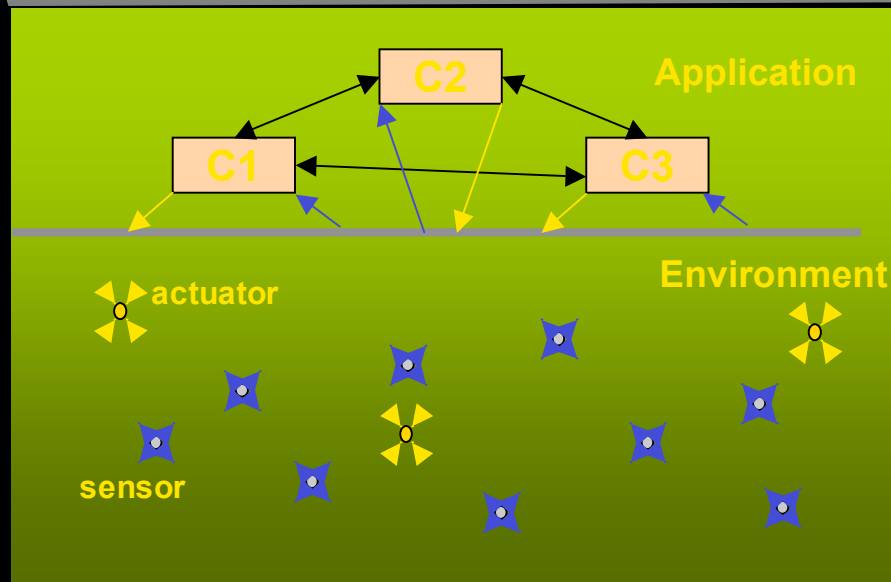 C2
Application
C1
C3
Environment
actuator
sensor